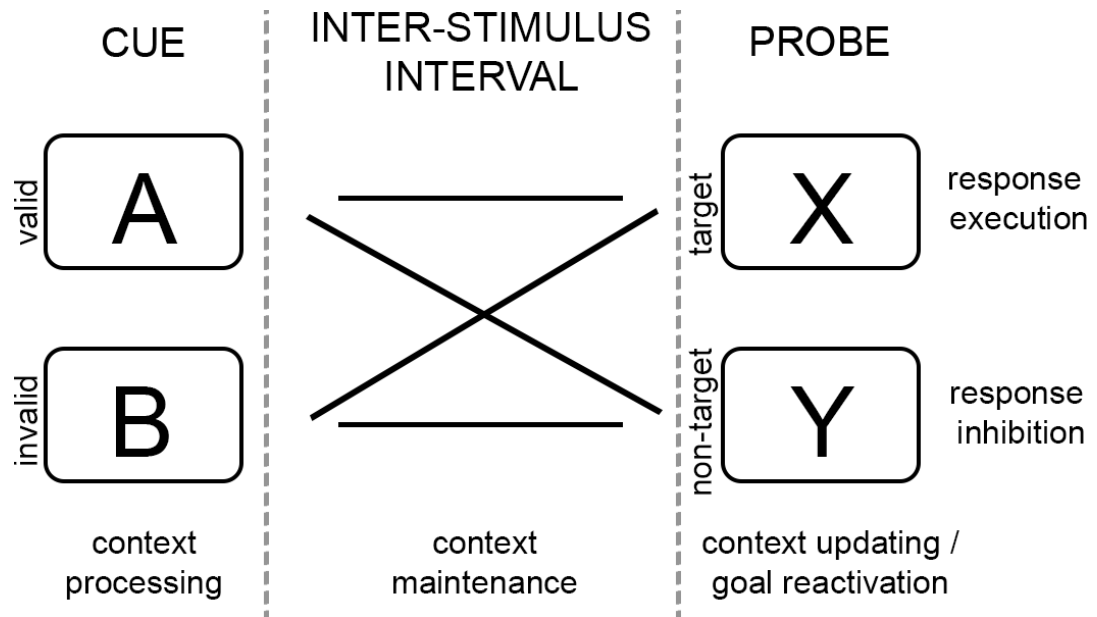 CUE
INTER-STIMULUS
INTERVAL
PROBE
valid
A
target
X
response
execution
invalid
B
non-target
Y
response
inhibition
context
processing
context
maintenance
context updating /
goal reactivation